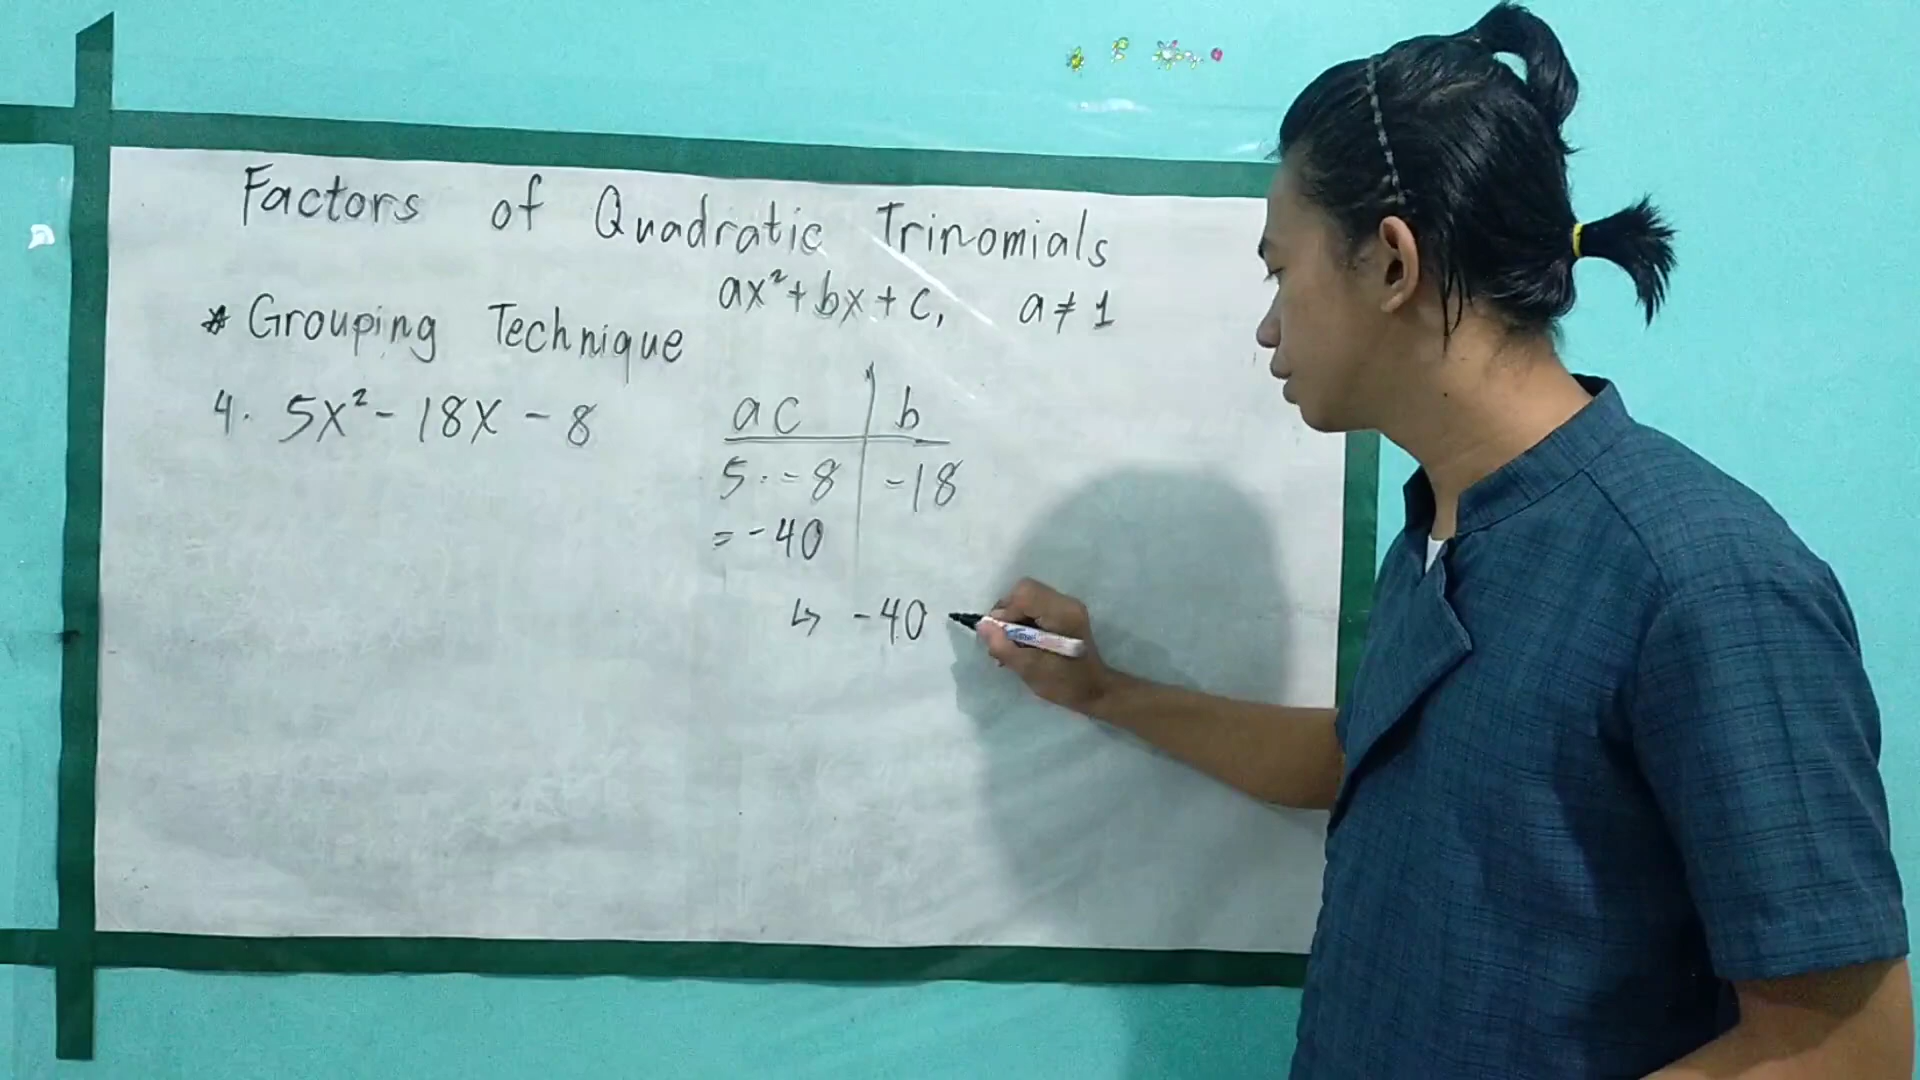 Factors of Quadratic Trinomials
ax²+bx+c, a≠1
* Grouping Technique
4. 5x² - 18x - 8
ac | b
5·-8 | -18
= -40
↳ -40